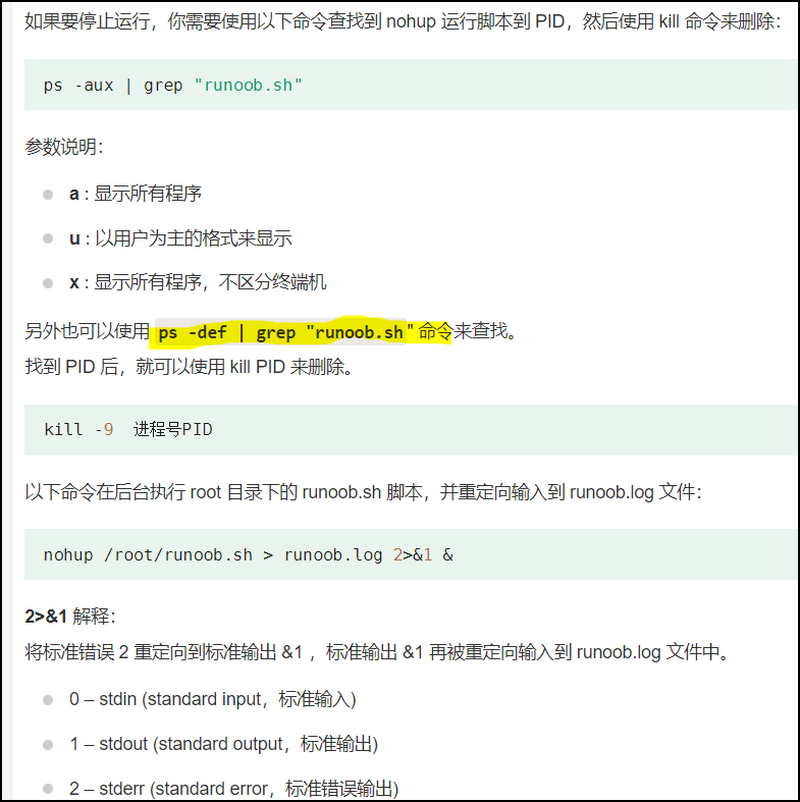 如果要停止运行，你需要使用以下命令查找到 nohup 运行脚本到 PID，然后使用 kill 命令来删除：
ps -aux | grep "runoob.sh"
参数说明：
a : 显示所有程序
u : 以用户为主的格式来显示
x : 显示所有程序，不区分终端机
另外也可以使用 ps -def | grep "runoob.sh" 命令来查找。
找到 PID 后，就可以使用 kill PID 来删除。
kill -9  进程号PID
以下命令在后台执行 root 目录下的 runoob.sh 脚本，并重定向输入到 runoob.log 文件：
nohup /root/runoob.sh > runoob.log 2>&1 &
2>&1 解释：
将标准错误 2 重定向到标准输出 &1 ，标准输出 &1 再被重定向输入到 runoob.log 文件中。
0 – stdin (standard input，标准输入)
1 – stdout (standard output，标准输出)
2 – stderr (standard error，标准错误输出)